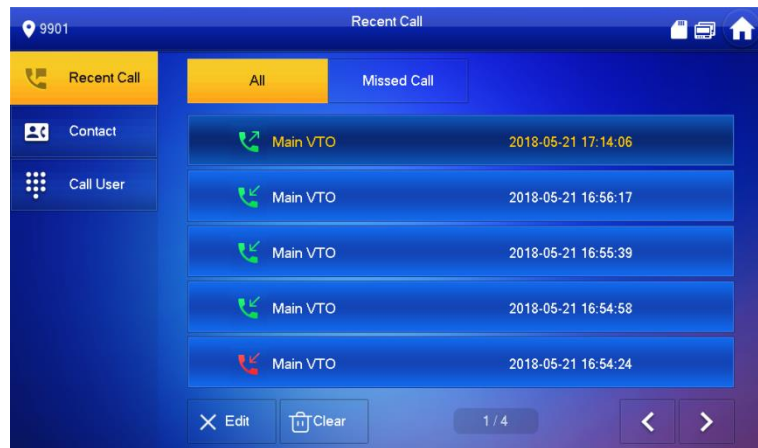 9901 Recent Call
Recent Call
All Missed Call
Contact
Call User
Main VTO 2018-05-21 17:14:06
Main VTO 2018-05-21 16:56:17
Main VTO 2018-05-21 16:55:39
Main VTO 2018-05-21 16:54:58
Main VTO 2018-05-21 16:54:24
Edit Clear 1/4